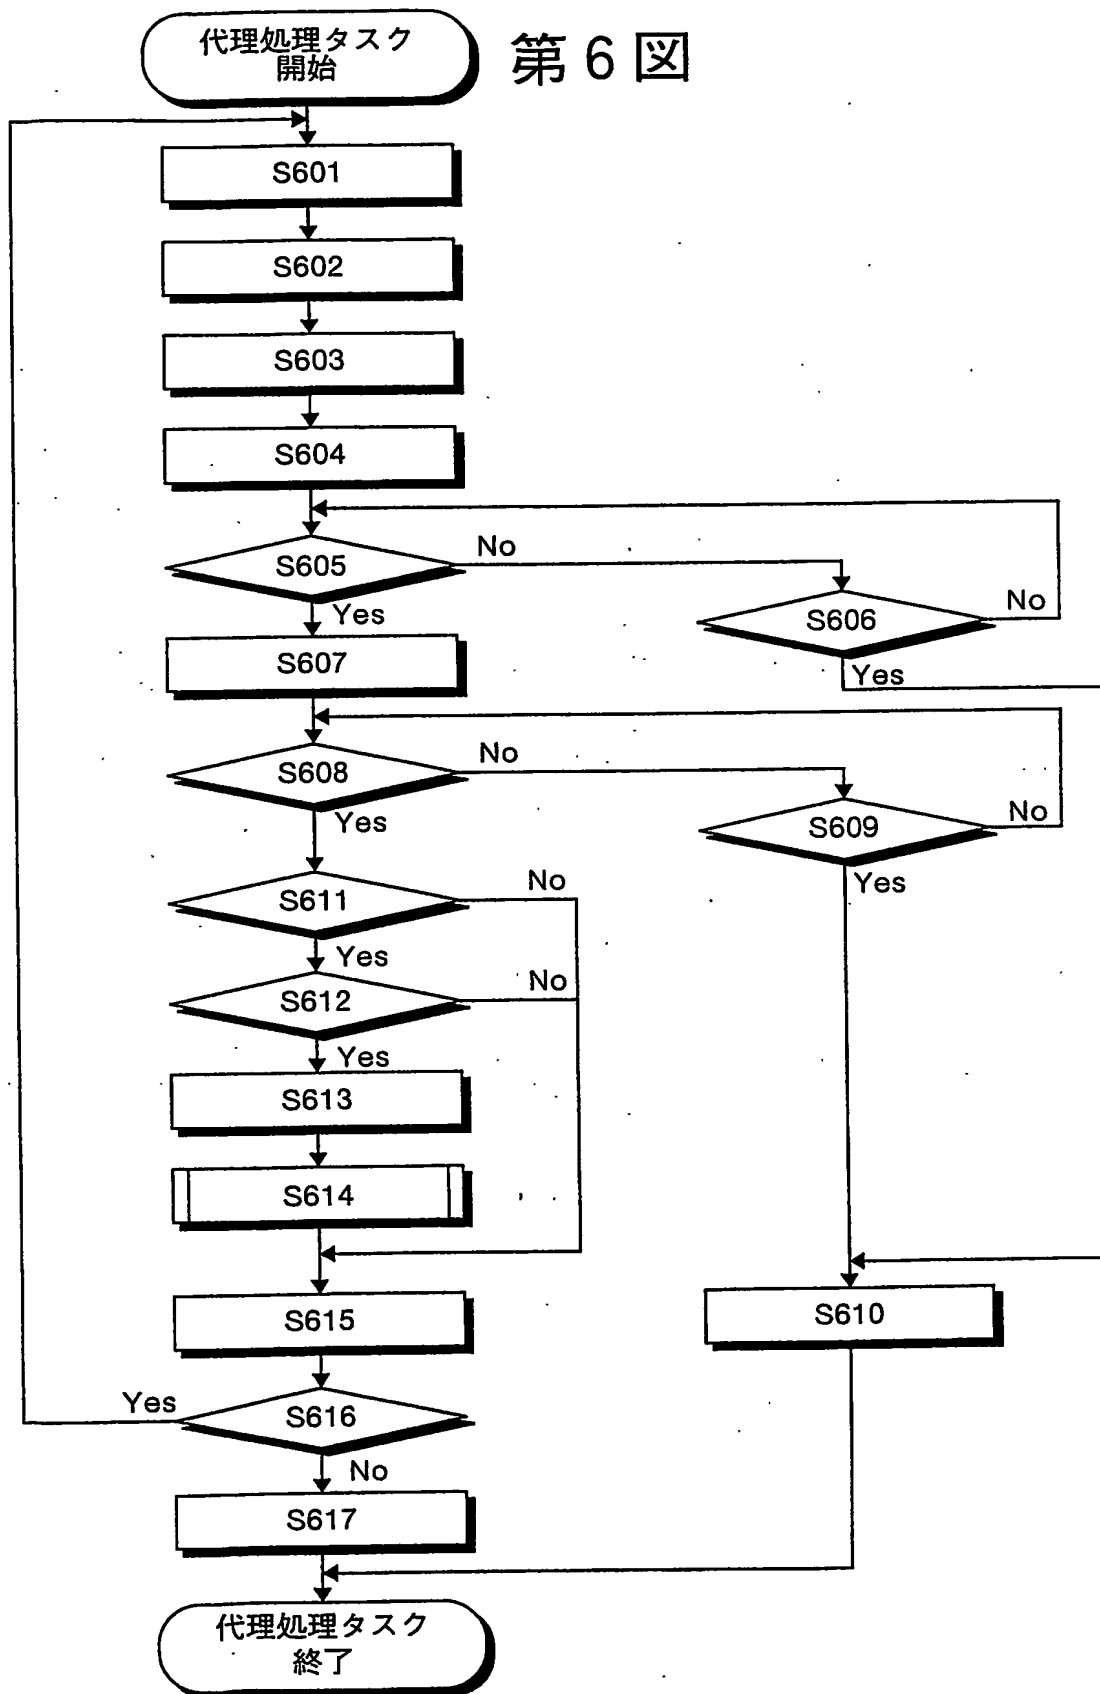 代理処理タスク
開始
第6図
S601
S602
S603
S604
S605
No
Yes
S606
No
Yes
S607
S608
No
Yes
S609
No
Yes
S611
No
Yes
S612
No
Yes
S613
S614
S615
S610
S616
Yes
No
S617
代理処理タスク
終了